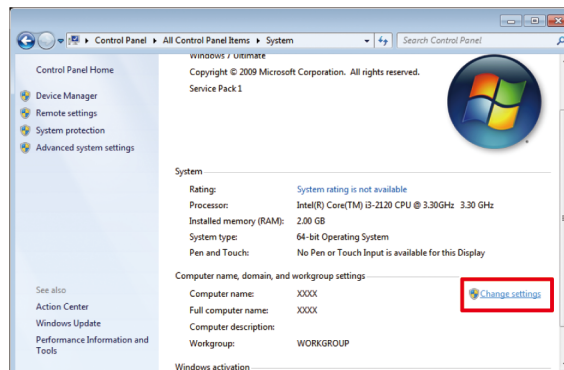 Control Panel ▸ All Control Panel Items ▸ System
Search Control Panel
Control Panel Home
Device Manager
Remote settings
System protection
Advanced system settings
See also
Action Center
Windows Update
Performance Information and
Tools
Windows 7 Ultimate
Copyright © 2009 Microsoft Corporation. All rights reserved.
Service Pack 1
System
Rating: System rating is not available
Processor: Intel(R) Core(TM) i3-2120 CPU @ 3.30GHz 3.30 GHz
Installed memory (RAM): 2.00 GB
System type: 64-bit Operating System
Pen and Touch: No Pen or Touch Input is available for this Display
Computer name, domain, and workgroup settings
Computer name: XXXX
Change settings
Full computer name: XXXX
Computer description:
Workgroup: WORKGROUP
Windows activation